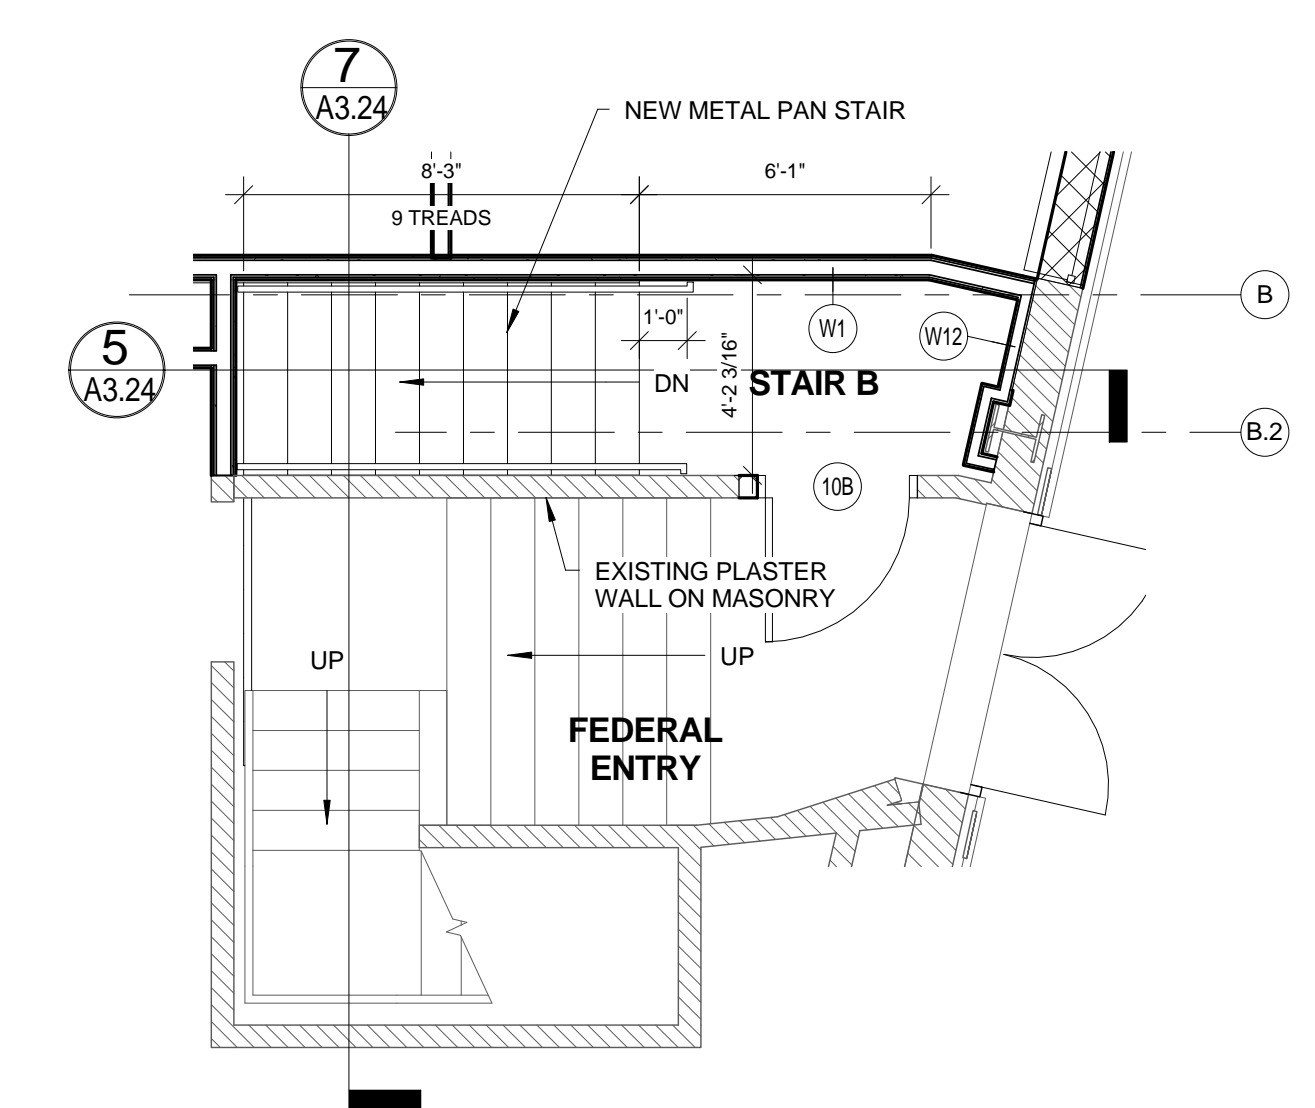 7
A3.24
NEW METAL PAN STAIR
8'-3"
6'-1"
9 TREADS
B
5
A3.24
1'-0"
W1
W12
4'-2 3/16"
DN
STAIR B
B.2
10B
EXISTING PLASTER
WALL ON MASONRY
UP
UP
FEDERAL
ENTRY